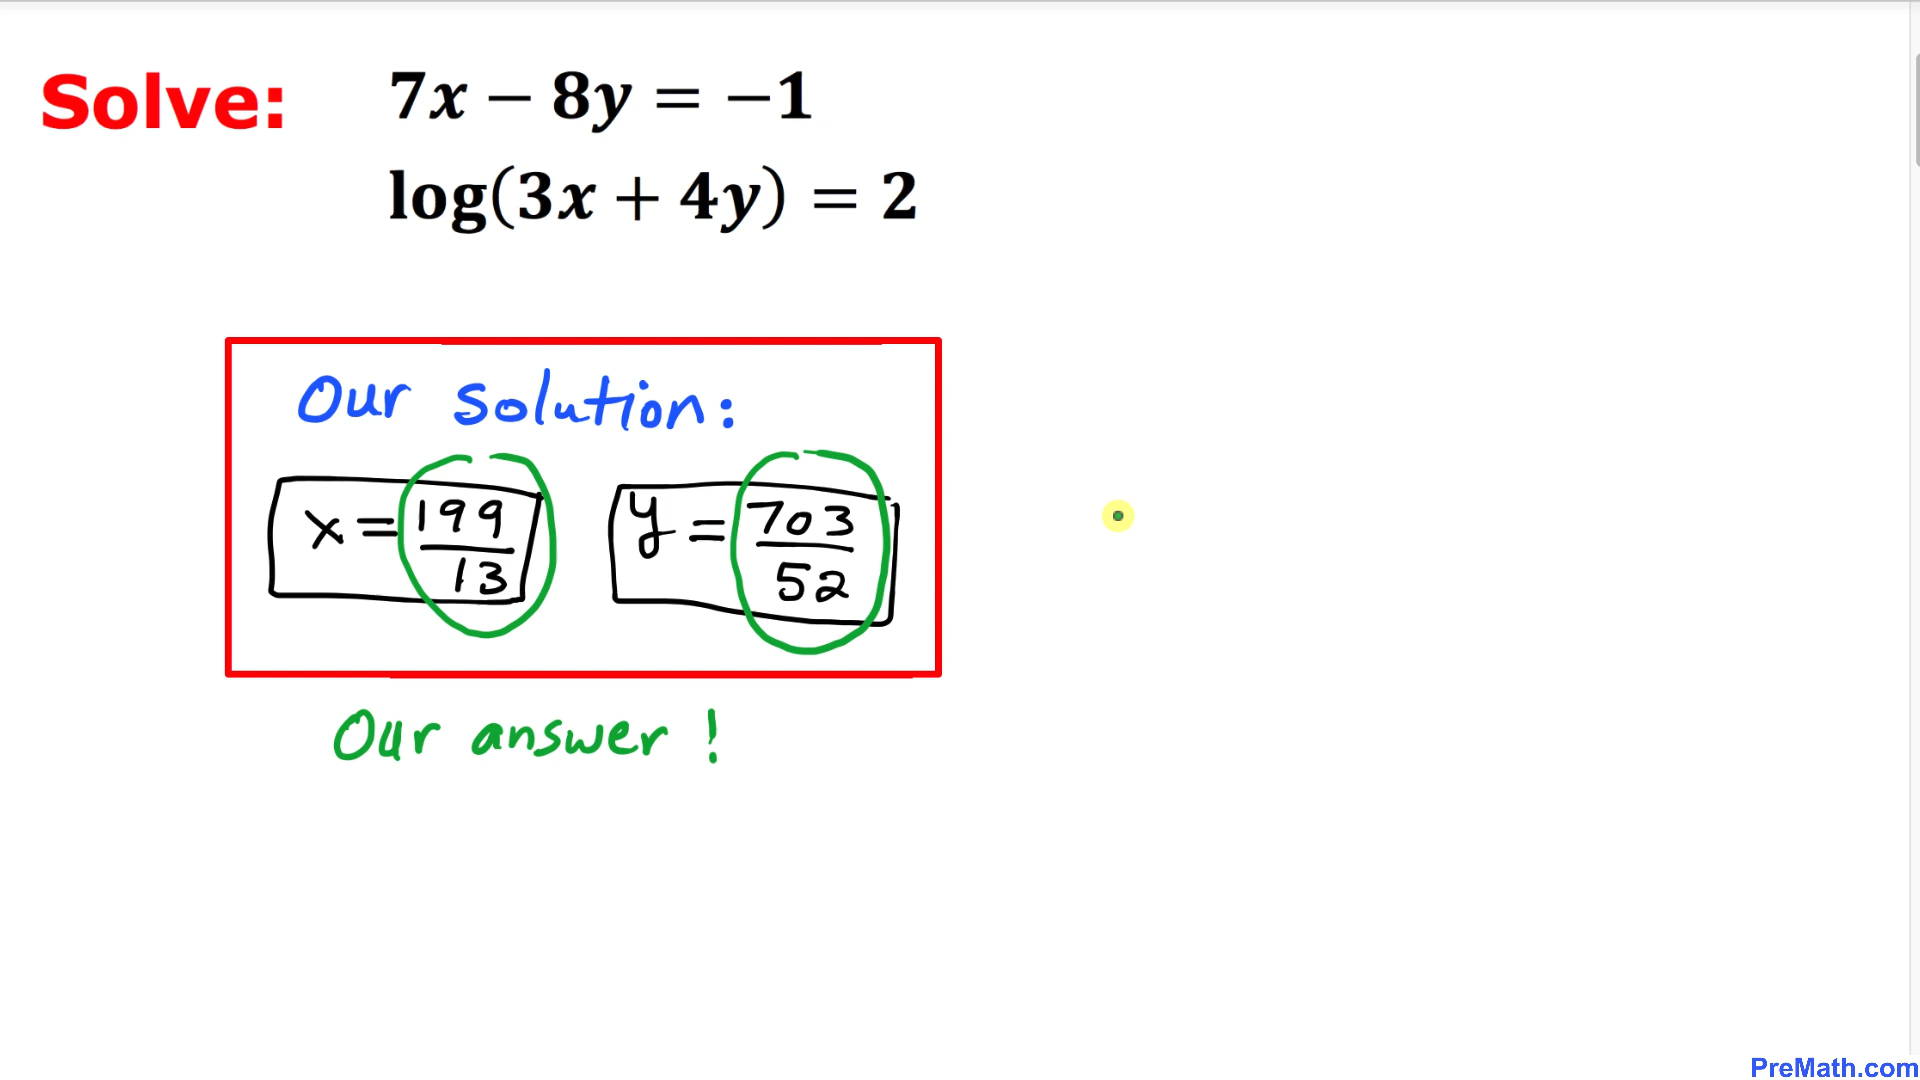 Solve: 7x − 8y = −1
log(3x + 4y) = 2
Our solution:
x = 199/13 y = 703/52
Our answer !
PreMath.com